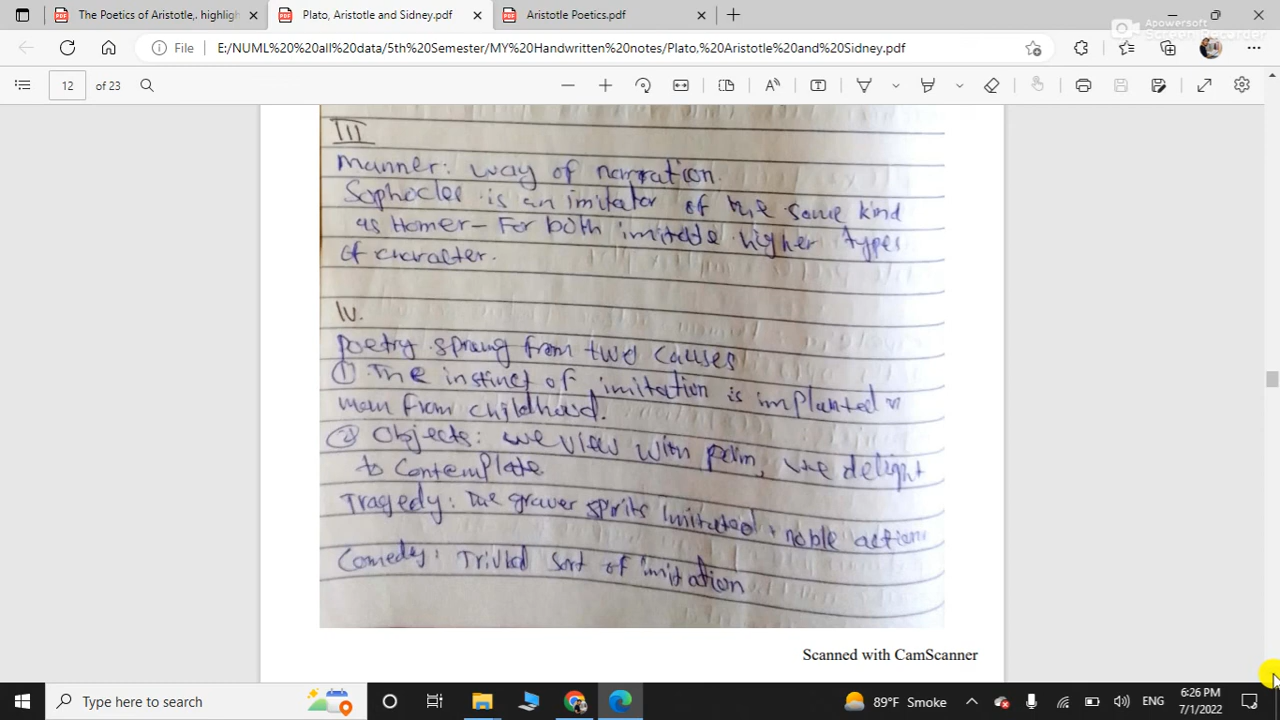 The Poetics of Aristotle,. highligh
Plato, Aristotle and Sidney.pdf
Aristotle Poetics.pdf
Apowersoft
Screen Recorder
File
E:/NUML%20%20all%20data/5th%20Semester/MY%20Handwritten%20notes/Plato,%20Aristotle%20and%20Sidney.pdf
12 of 23
III
Manner: way of narration.
Sophocles is an imitator of the same kind
as Homer - For both imitate higher types
of character.
IV.
Poetry sprang from two causes
① The instinct of imitation is implanted in
man from childhood.
② Objects: we view with pain, we delight
to Contemplate
Tragedy: The graver spirits imitated noble action
Comedy: sort of imitation
Scanned with CamScanner
Type here to search
89°F Smoke
ENG
6:26 PM
7/1/2022